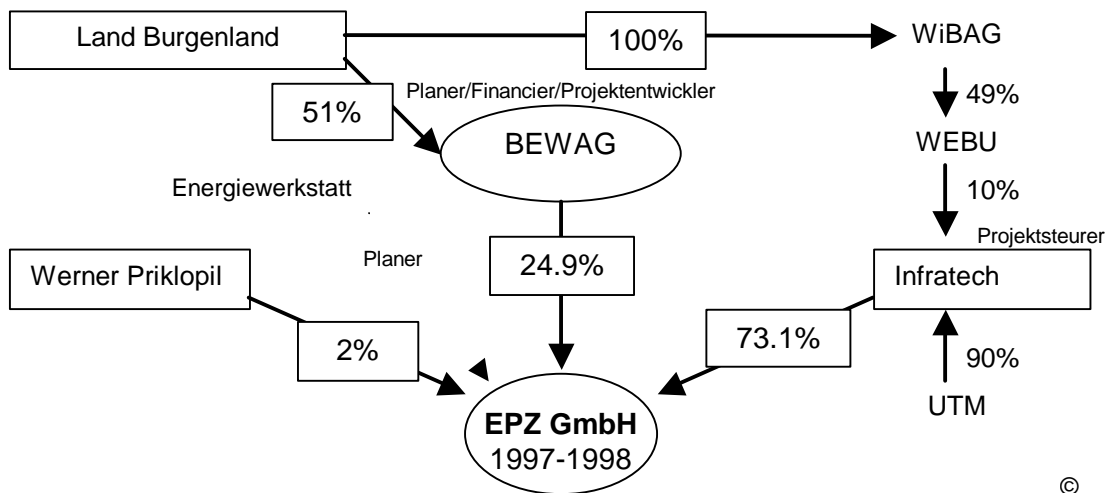 Land Burgenland
100%
WiBAG
51%
Planer/Financier/Projektentwickler
49%
BEWAG
WEBU
Energiewerkstatt
10%
Projektsteurer
Planer
24.9%
Werner Priklopil
Infratech
2%
73.1%
90%
UTM
EPZ GmbH
1997-1998
©